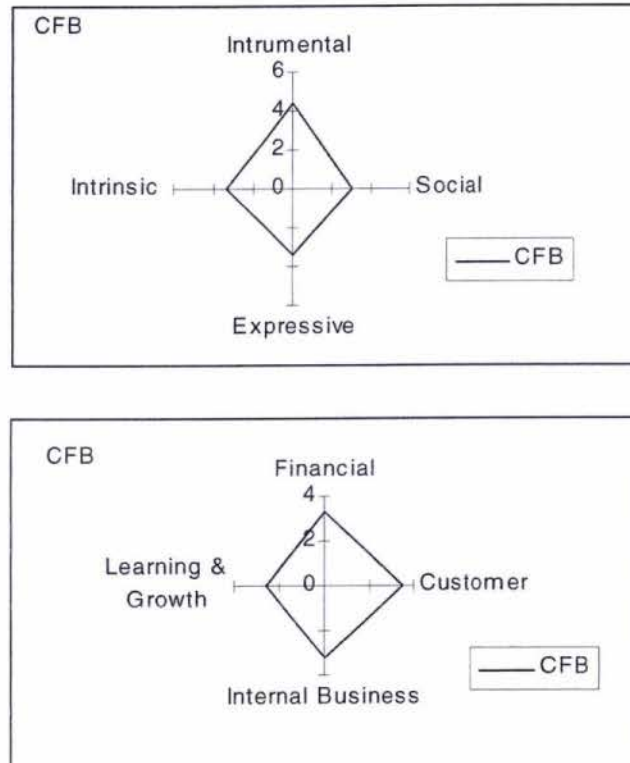 CFB
Intrumental
6
4
2
Intrinsic 0 Social
CFB
Expressive
CFB
Financial
4
2
Learning &
Growth
0 Customer
CFB
Internal Business